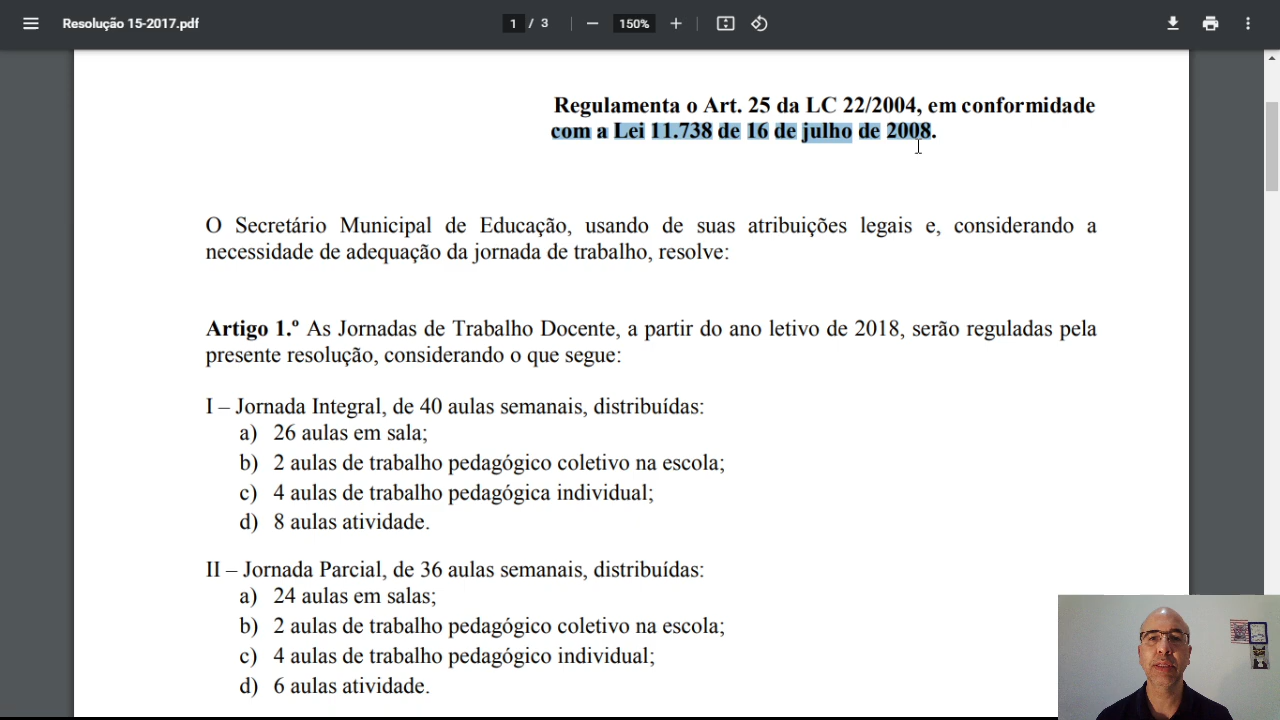 Resolução 15-2017.pdf
1 / 3
150%
Regulamenta o Art. 25 da LC 22/2004, em conformidade
com a Lei 11.738 de 16 de julho de 2008.
O Secretário Municipal de Educação, usando de suas atribuições legais e, considerando a
necessidade de adequação da jornada de trabalho, resolve:
Artigo 1.º As Jornadas de Trabalho Docente, a partir do ano letivo de 2018, serão reguladas pela
presente resolução, considerando o que segue:
I – Jornada Integral, de 40 aulas semanais, distribuídas:
a) 26 aulas em sala;
b) 2 aulas de trabalho pedagógico coletivo na escola;
c) 4 aulas de trabalho pedagógica individual;
d) 8 aulas atividade.
II – Jornada Parcial, de 36 aulas semanais, distribuídas:
a) 24 aulas em salas;
b) 2 aulas de trabalho pedagógico coletivo na escola;
c) 4 aulas de trabalho pedagógico individual;
d) 6 aulas atividade.